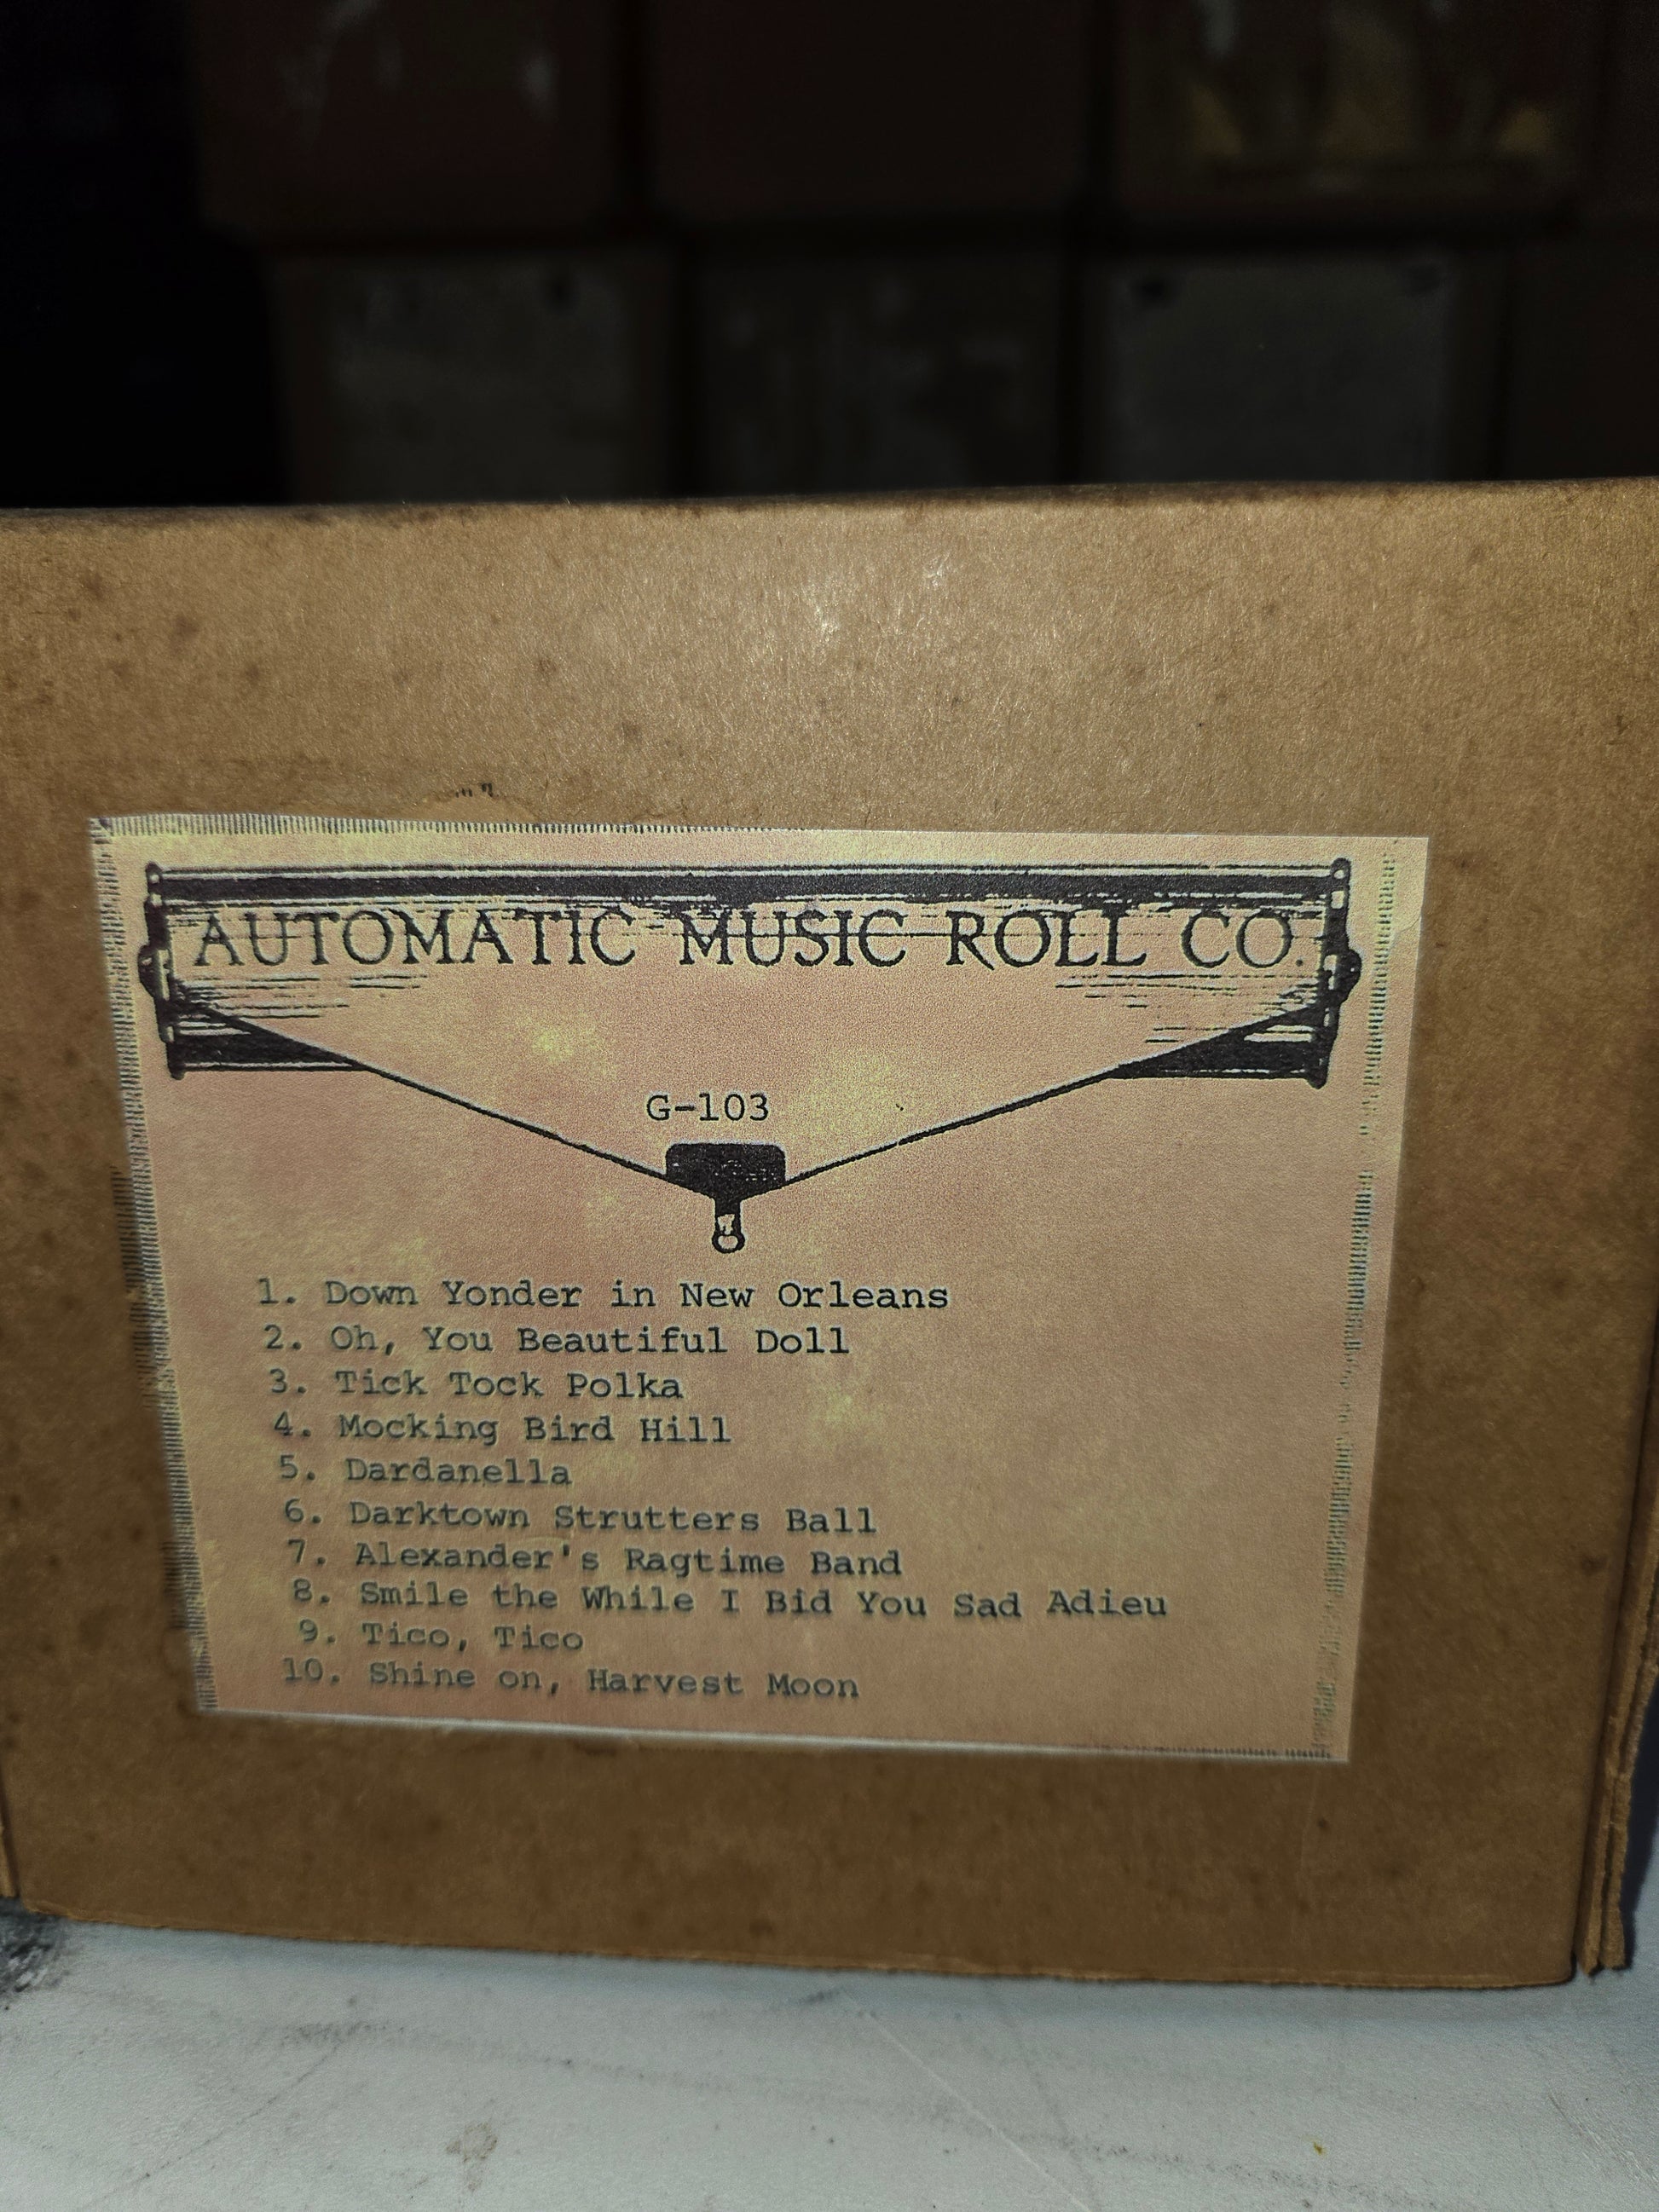 AUTOMATIC MUSIC ROLL CO.
G-103
1. Down Yonder in New Orleans
2. Oh, You Beautiful Doll
3. Tick Tock Polka
4. Mocking Bird Hill
5. Dardanella
6. Darktown Strutters Ball
7. Alexander's Ragtime Band
8. Smile the While I Bid You Sad Adieu
9. Tico, Tico
10. Shine on, Harvest Moon